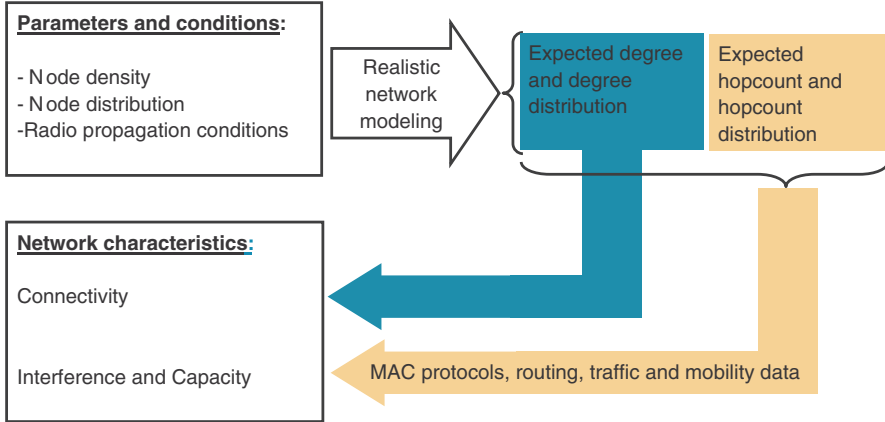 Parameters and conditions:
- Node density
- Node distribution
-Radio propagation conditions
Realistic
network
modeling
Expected degree
and degree
distribution
Expected
hopcount and
hopcount
distribution
Network characteristics:
Connectivity
Interference and Capacity
MAC protocols, routing, traffic and mobility data